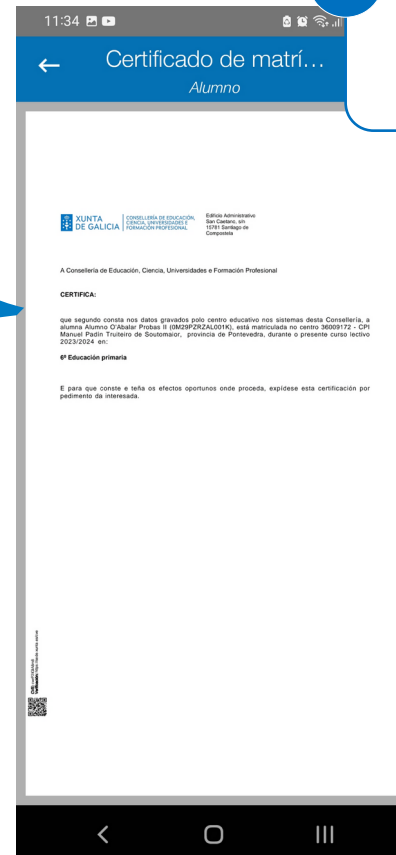 11:34
Certificado de matrí...
Alumno
XUNTA
DE GALICIA
CONSELLERÍA DE EDUCACIÓN,
CIENCIA, UNIVERSIDADES E
FORMACIÓN PROFESIONAL
Edificio Administrativo
San Caetano, s/n
15781 Santiago de
Compostela
A Consellería de Educación, Ciencia, Universidades e Formación Profesional
CERTIFICA:
que segundo consta nos datos gravados polo centro educativo nos sistemas desta Consellería, a
alumna Alumno O'Abalar Probas II (0M29PZRZAL001K), está matriculada no centro 36009172 - CPI
Manuel Padín Truiteiro de Soutomaior, provincia de Pontevedra, durante o presente curso lectivo
2023/2024 en:
6º Educación primaria
E para que conste e teña os efectos oportunos onde proceda, expídese esta certificación por
pedimento da interesada.